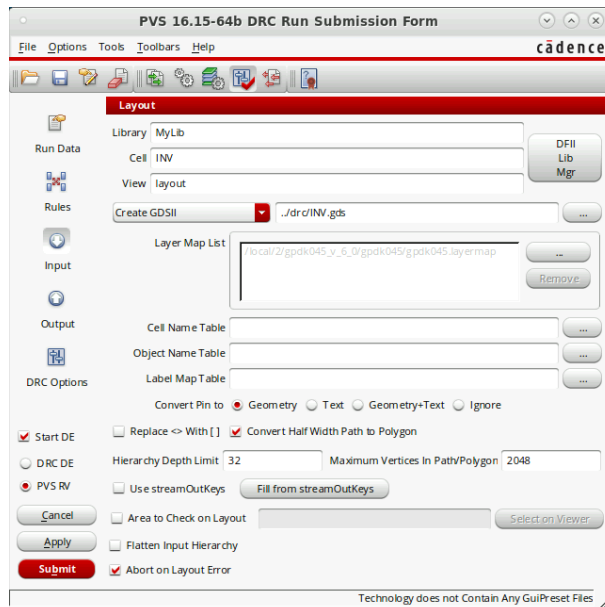 PVS 16.15-64b DRC Run Submission Form
File Options Tools Toolbars Help cādence
Layout
Run Data
Rules
Input
Output
DRC Options
Start DE
DRC DE
PVS RV
Cancel
Apply
Submit
Library MyLib
Cell INV
View layout
DFII
Lib
Mgr
Create GDSII ../drc/INV.gds ...
Layer Map List /local/2/gpdk045_v_6_0/gpdk045/gpdk045.layermap ...
Remove
Cell Name Table ...
Object Name Table ...
Label Map Table ...
Convert Pin to Geometry Text Geometry+Text Ignore
Replace <> With [ ] Convert Half Width Path to Polygon
Hierarchy Depth Limit 32 Maximum Vertices In Path/Polygon 2048
Use streamOutKeys Fill from streamOutKeys
Area to Check on Layout Select on Viewer
Flatten Input Hierarchy
Abort on Layout Error
Technology does not Contain Any GuiPreset Files